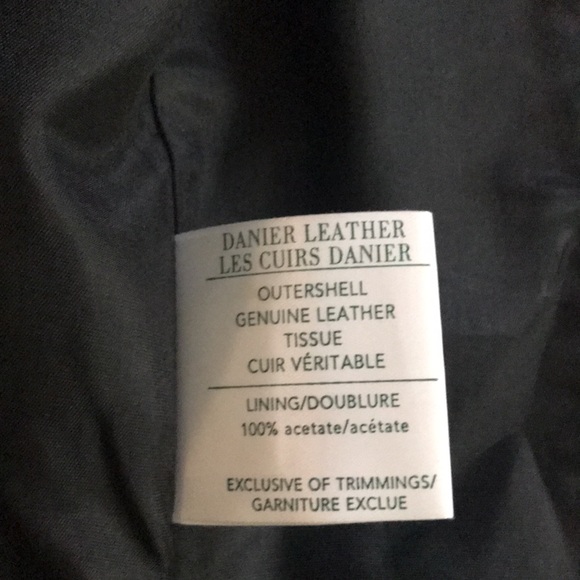 DANIER LEATHER
LES CUIRS DANIER
OUTERSHELL
GENUINE LEATHER
TISSUE
CUIR VÉRITABLE
LINING/DOUBLURE
100% acetate/acétate
EXCLUSIVE OF TRIMMINGS/
GARNITURE EXCLUE